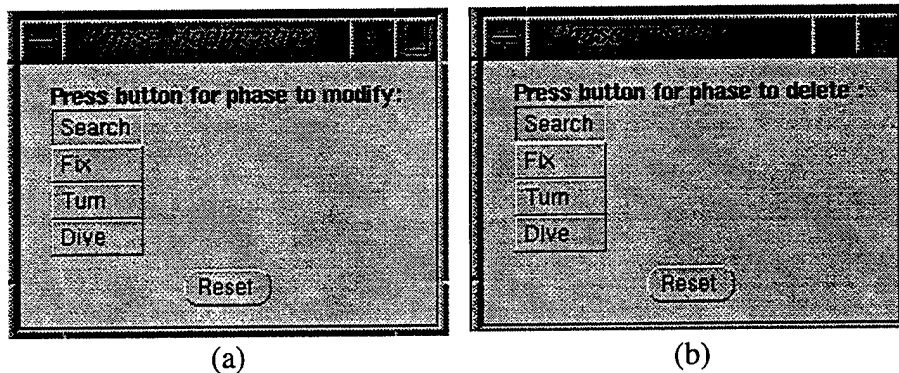 Press button for phase to modify:
Search
Fix
Turn
Dive
Reset
(a)
Press button for phase to delete :
Search
Fix
Turn
Dive
Reset
(b)